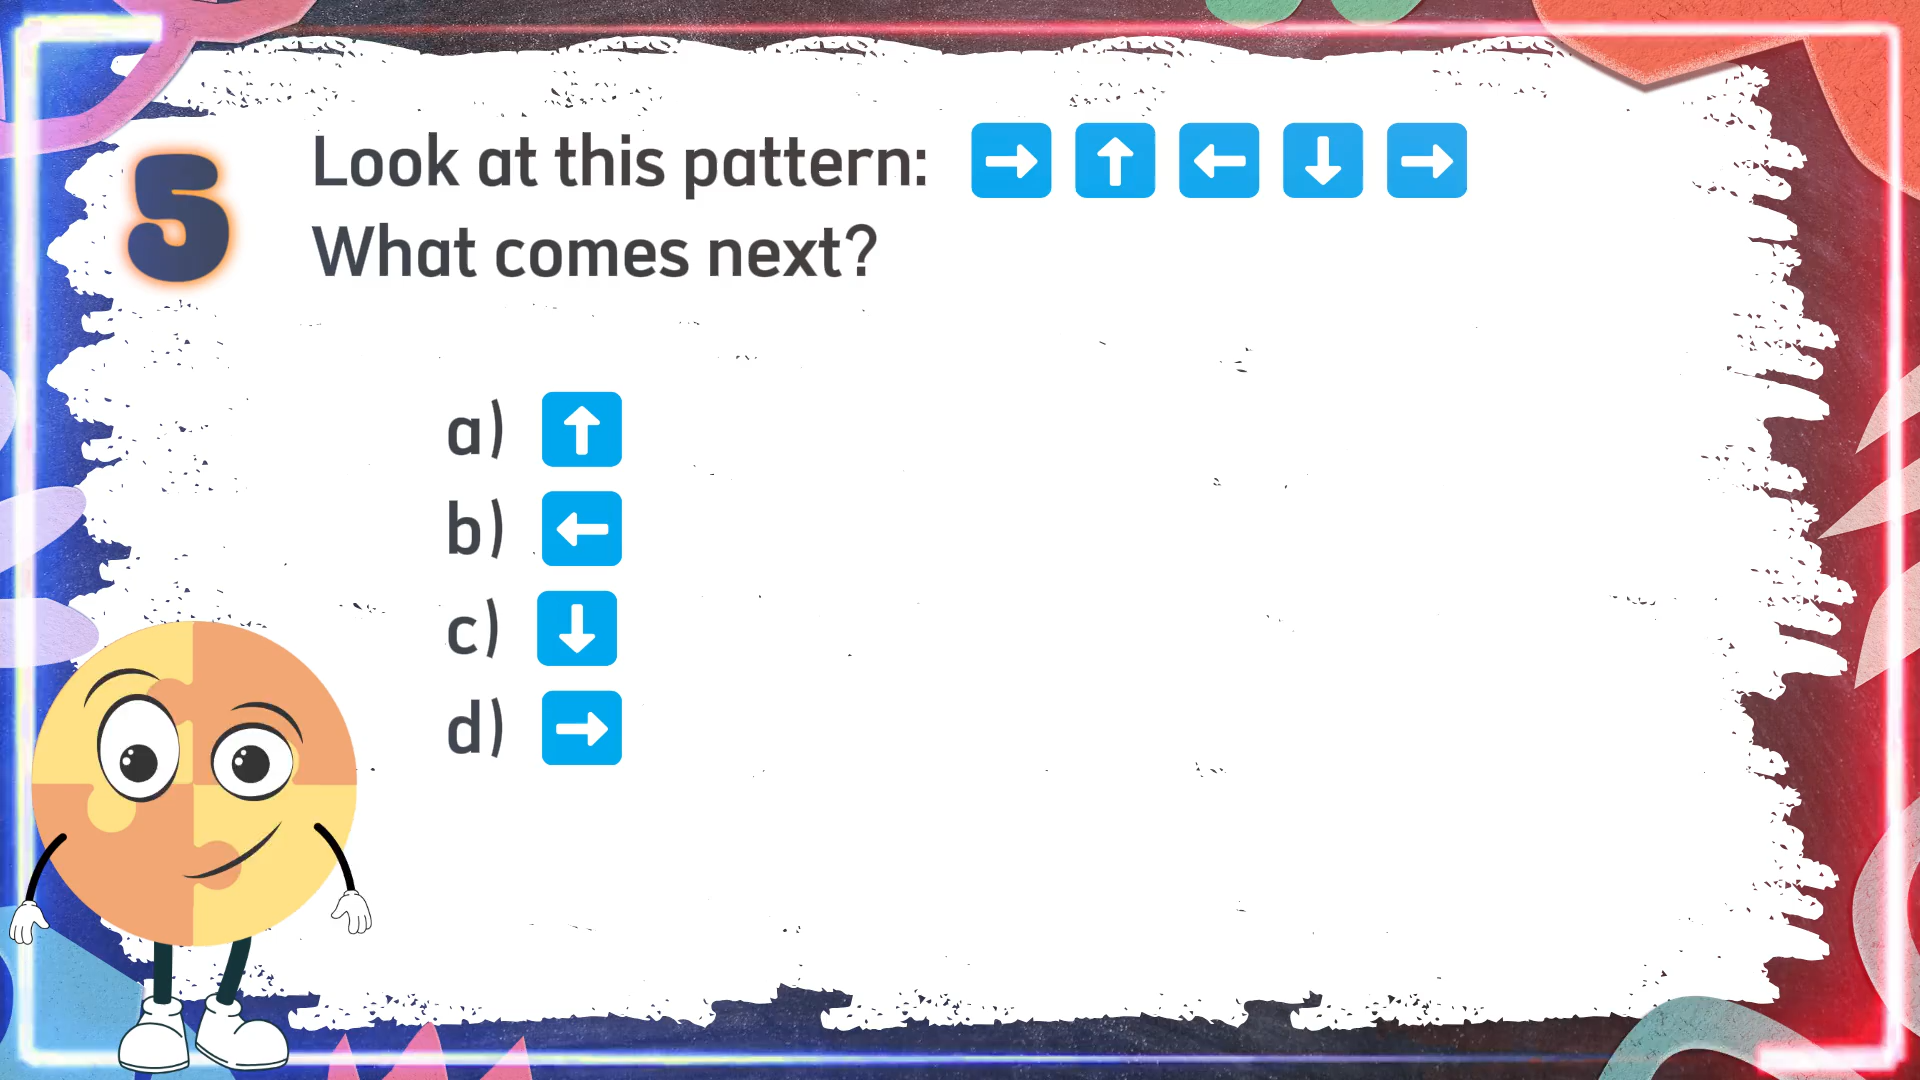 5
Look at this pattern: ➡️ ⬆️ ⬅️ ⬇️ ➡️
What comes next?
a) ⬆️
b) ⬅️
c) ⬇️
d) ➡️